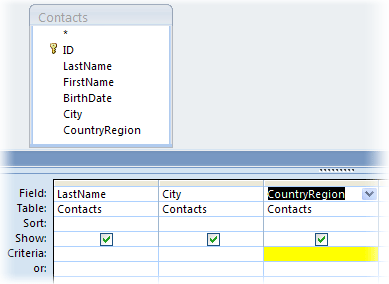 Contacts
*
ID
LastName
FirstName
BirthDate
City
CountryRegion
Field: LastName City CountryRegion
Table: Contacts Contacts Contacts
Sort:
Show:
Criteria:
or: